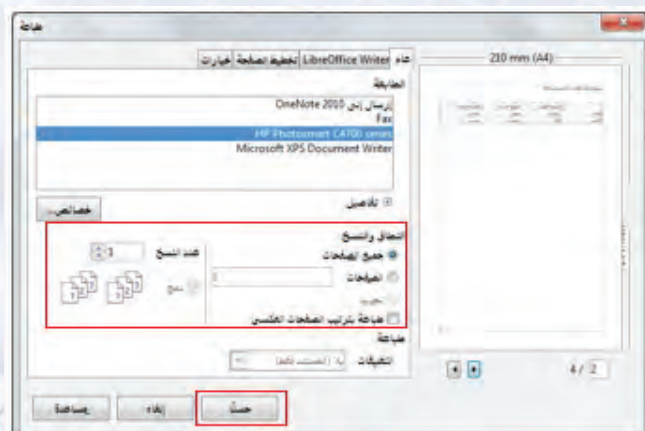 طباعة
210 mm (A4)
عام LibreOffice Writer تخطيط الصفحة خيارات
الطابعة
إرسال إلى OneNote 2010
Fax
HP Photosmart C4700 series
Microsoft XPS Document Writer
تفاصيل
خصائص...
النطاق والنسخ
جميع الصفحات
عدد النسخ 1
الصفحات
طباعة بترتيب الصفحات العكسي
طباعة
التعليقات
4 / 2
حسنًا
إلغاء
مساعدة